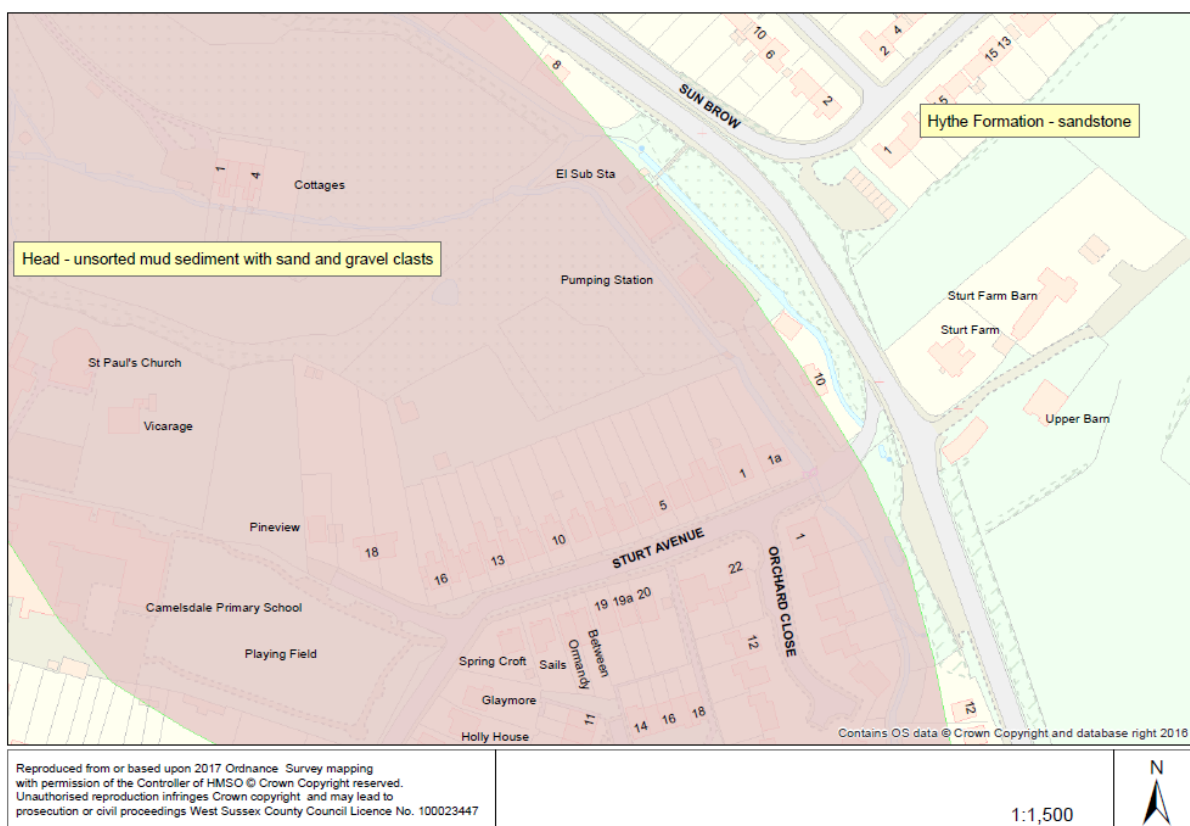 10
6
2
4
2
15 13
8
SUN BROW
2
15
Hythe Formation - sandstone
1
1
4
Cottages
El Sub Sta
Head - unsorted mud sediment with sand and gravel clasts
Pumping Station
Sturt Farm Barn
Sturt Farm
St Paul's Church
10
Vicarage
Upper Barn
1
1a
5
Pineview
18
16
13
10
STURT AVENUE
1
22
ORCHARD CLOSE
Camelsdale Primary School
19 19a 20
12
Playing Field
Spring Croft
Sails
Ormandy
Between
Glaymore
11
14
16
18
12
Holly House
Contains OS data © Crown Copyright and database right 2016
Reproduced from or based upon 2017 Ordnance Survey mapping
with permission of the Controller of HMSO © Crown Copyright reserved.
Unauthorised reproduction infringes Crown copyright and may lead to
prosecution or civil proceedings West Sussex County Council Licence No. 100023447
1:1,500
N